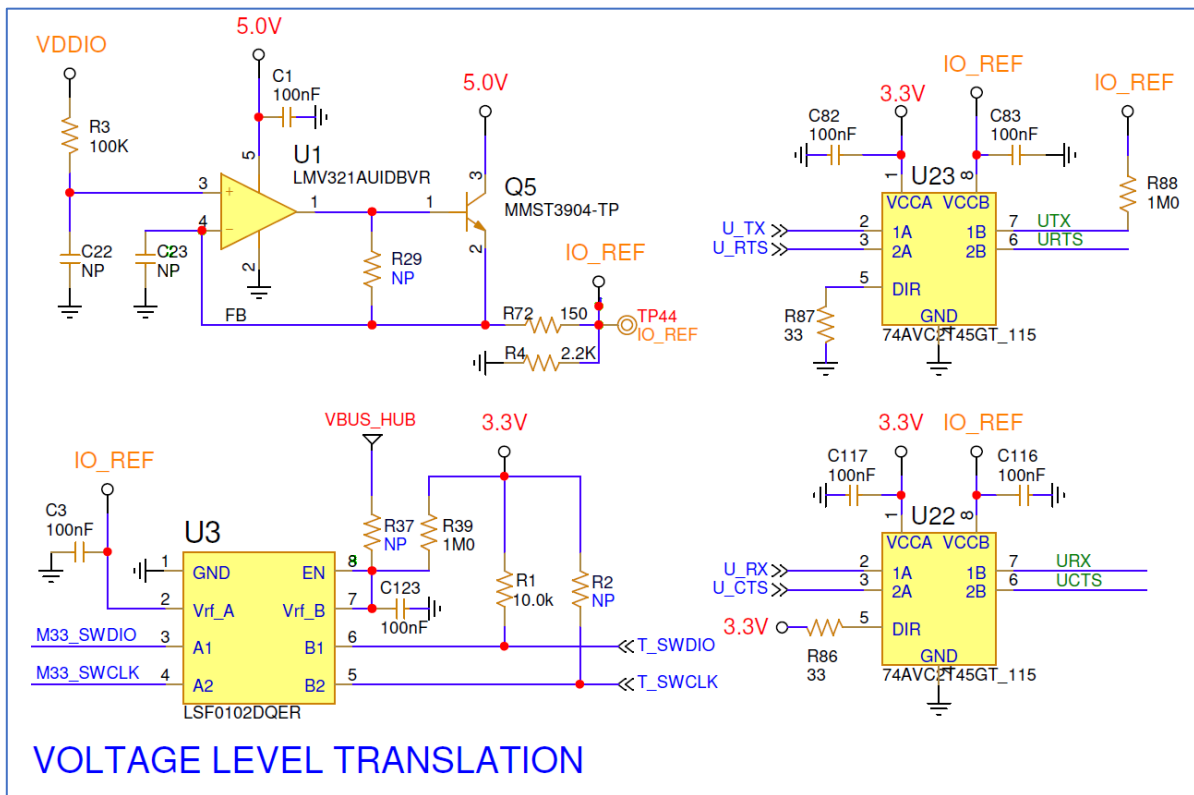 VDDIO
R3
100K
C22
NP
C23
NP
5.0V
C1
100nF
5
U1
LMV321AUIDBVR
3
+
4
−
1
2
R29
NP
FB
5.0V
3
Q5
MMST3904-TP
1
2
IO_REF
R72 150
TP44
IO_REF
R4 2.2K
3.3V
C82
100nF
IO_REF
C83
100nF
IO_REF
R88
1M0
1
U23
8
VCCA VCCB
U_TX 2 1A 1B 7 UTX
U_RTS 3 2A 2B 6 URTS
5 DIR
R87
33
GND
4
74AVC2T45GT_115
IO_REF
C3
100nF
U3
VBUS_HUB
3.3V
R37
NP
R39
1M0
R1
10.0k
R2
NP
C123
100nF
1 GND EN 8
2 Vrf_A Vrf_B 7
M33_SWDIO 3 A1 B1 6 T_SWDIO
M33_SWCLK 4 A2 B2 5 T_SWCLK
LSF0102DQER
3.3V
C117
100nF
IO_REF
C116
100nF
1
U22
8
VCCA VCCB
U_RX 2 1A 1B 7 URX
U_CTS 3 2A 2B 6 UCTS
3.3V
5 DIR
R86
33
GND
4
74AVC2T45GT_115
VOLTAGE LEVEL TRANSLATION